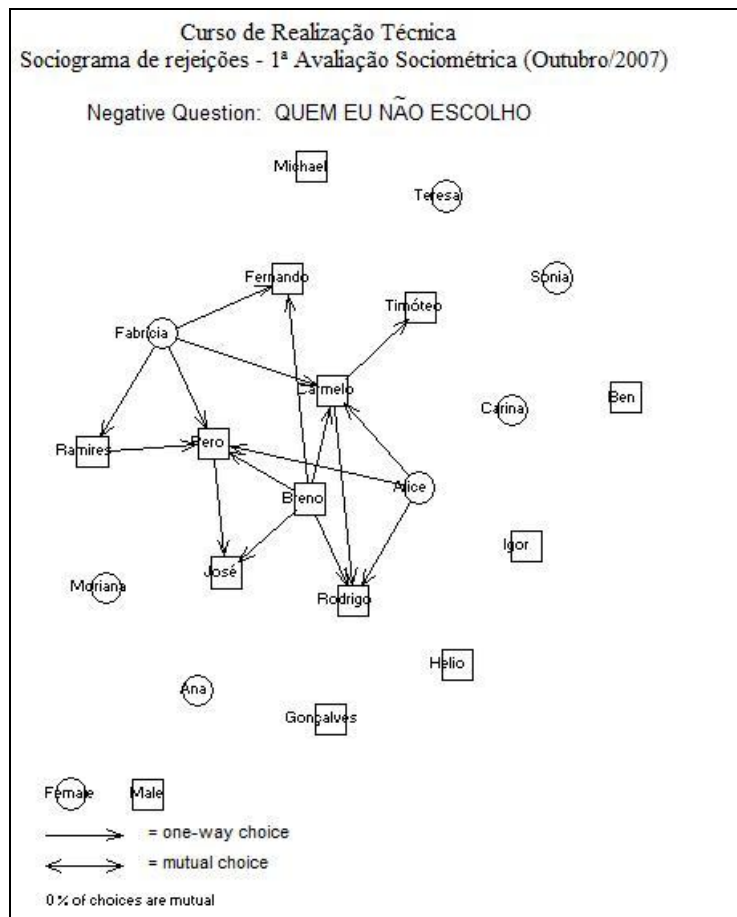 Curso de Realização Técnica
Sociograma de rejeições - 1ª Avaliação Sociométrica (Outubro/2007)
Negative Question: QUEM EU NÃO ESCOLHO
Michael
Teresa
Fernando
Sonia
Timóteo
Fabrícia
Carmelo
Ben
Carina
Ramires
Pero
Breno
Alice
Igor
José
Moriana
Rodrigo
Helio
Ana
Gonçalves
Female Male
= one-way choice
= mutual choice
0 % of choices are mutual